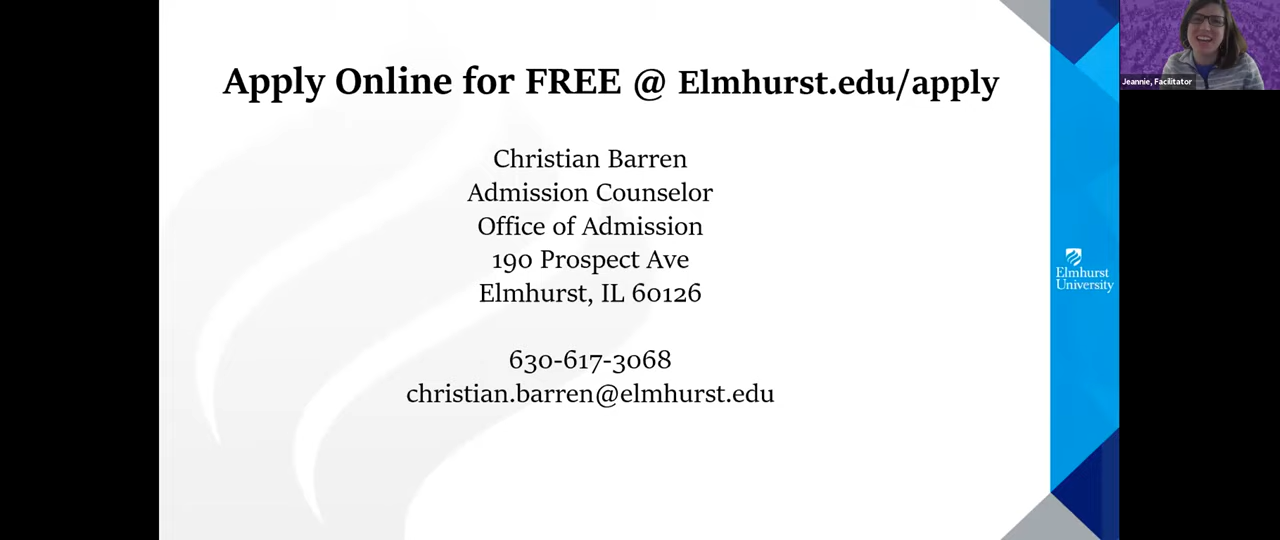 Apply Online for FREE @ Elmhurst.edu/apply
Christian Barren
Admission Counselor
Office of Admission
190 Prospect Ave
Elmhurst, IL 60126
630-617-3068
christian.barren@elmhurst.edu
Elmhurst
University
Jeannie, Facilitator